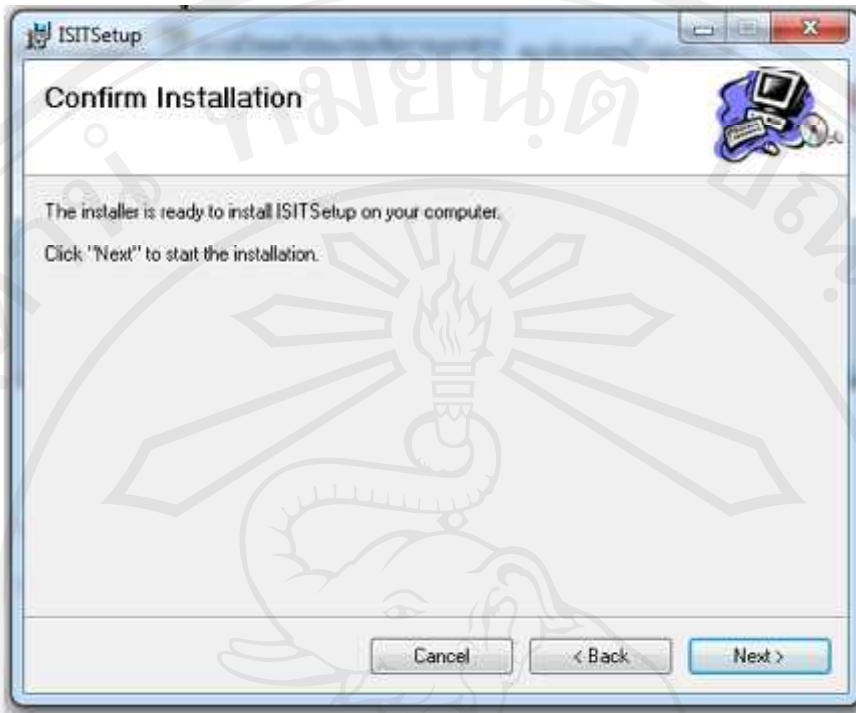 ISITSetup
Confirm Installation
The installer is ready to install ISITSetup on your computer.
Click "Next" to start the installation.
Cancel
< Back
Next >